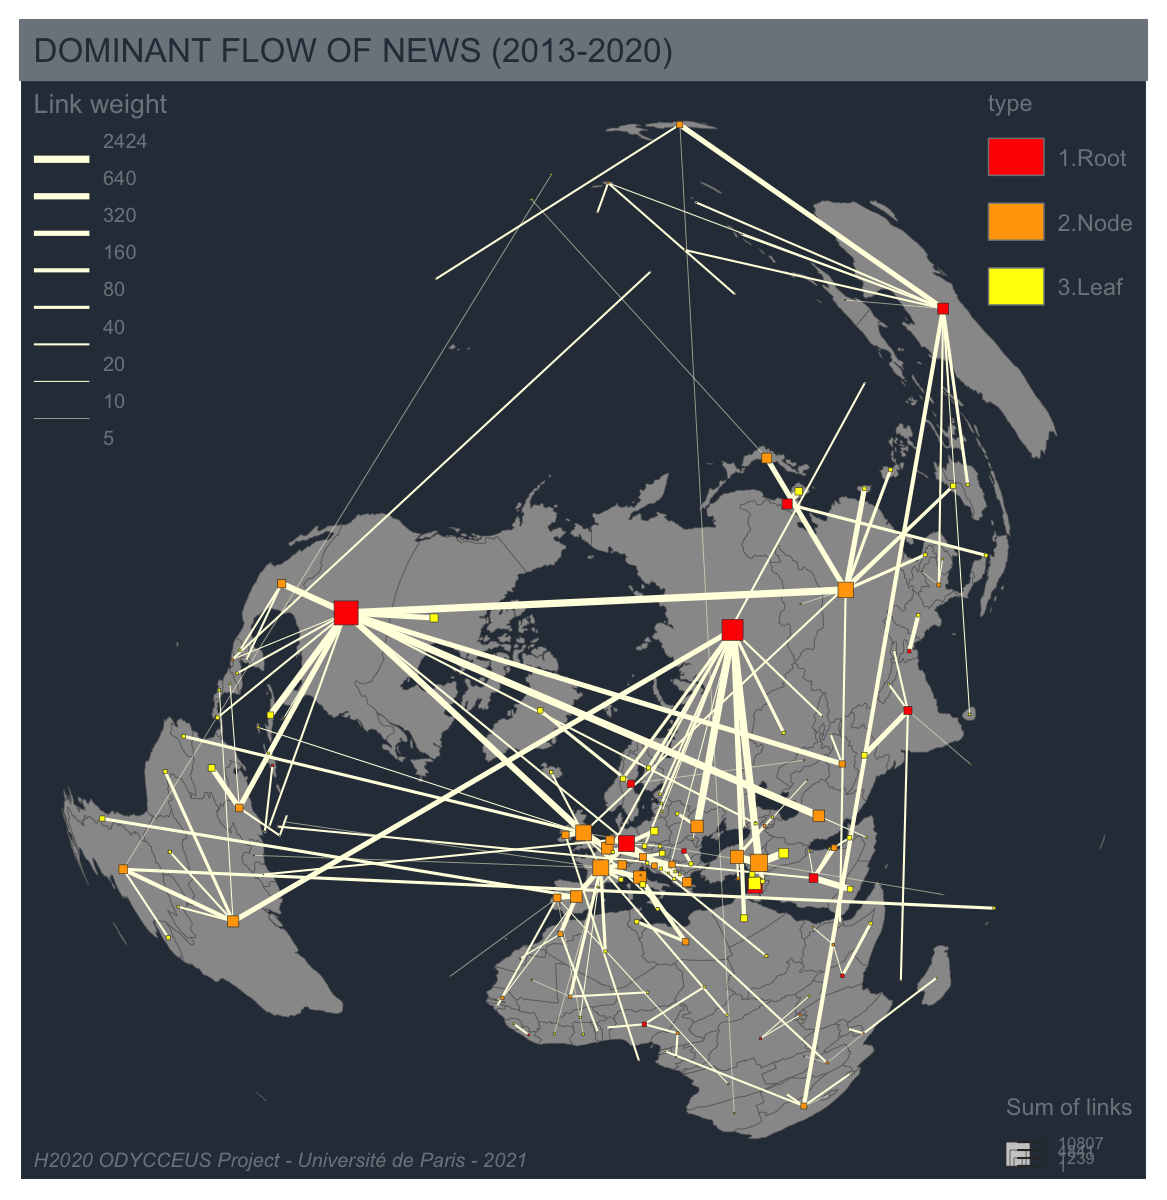 DOMINANT FLOW OF NEWS (2013-2020)
Link weight
2424
640
320
160
80
40
20
10
5
type
1.Root
2.Node
3.Leaf
Sum of links
10807
4841
1239
1
H2020 ODYCCEUS Project - Université de Paris - 2021